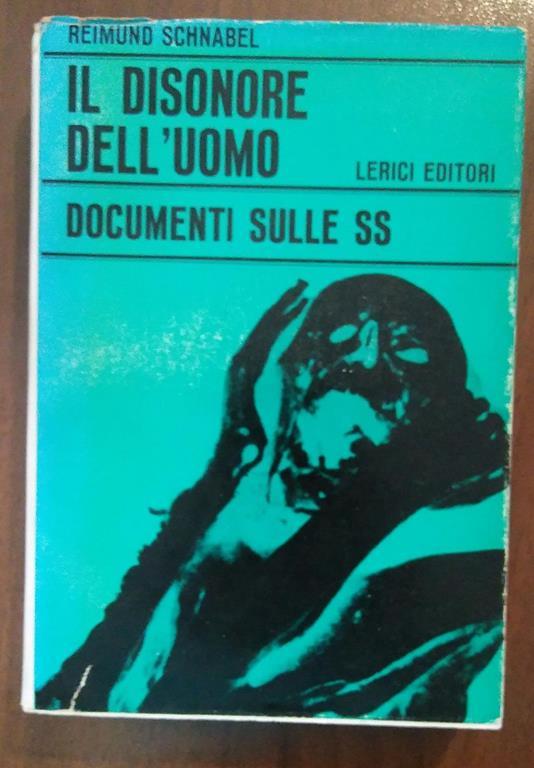 REIMUND SCHNABEL
IL DISONORE
DELL'UOMO
LERICI EDITORI
DOCUMENTI SULLE SS